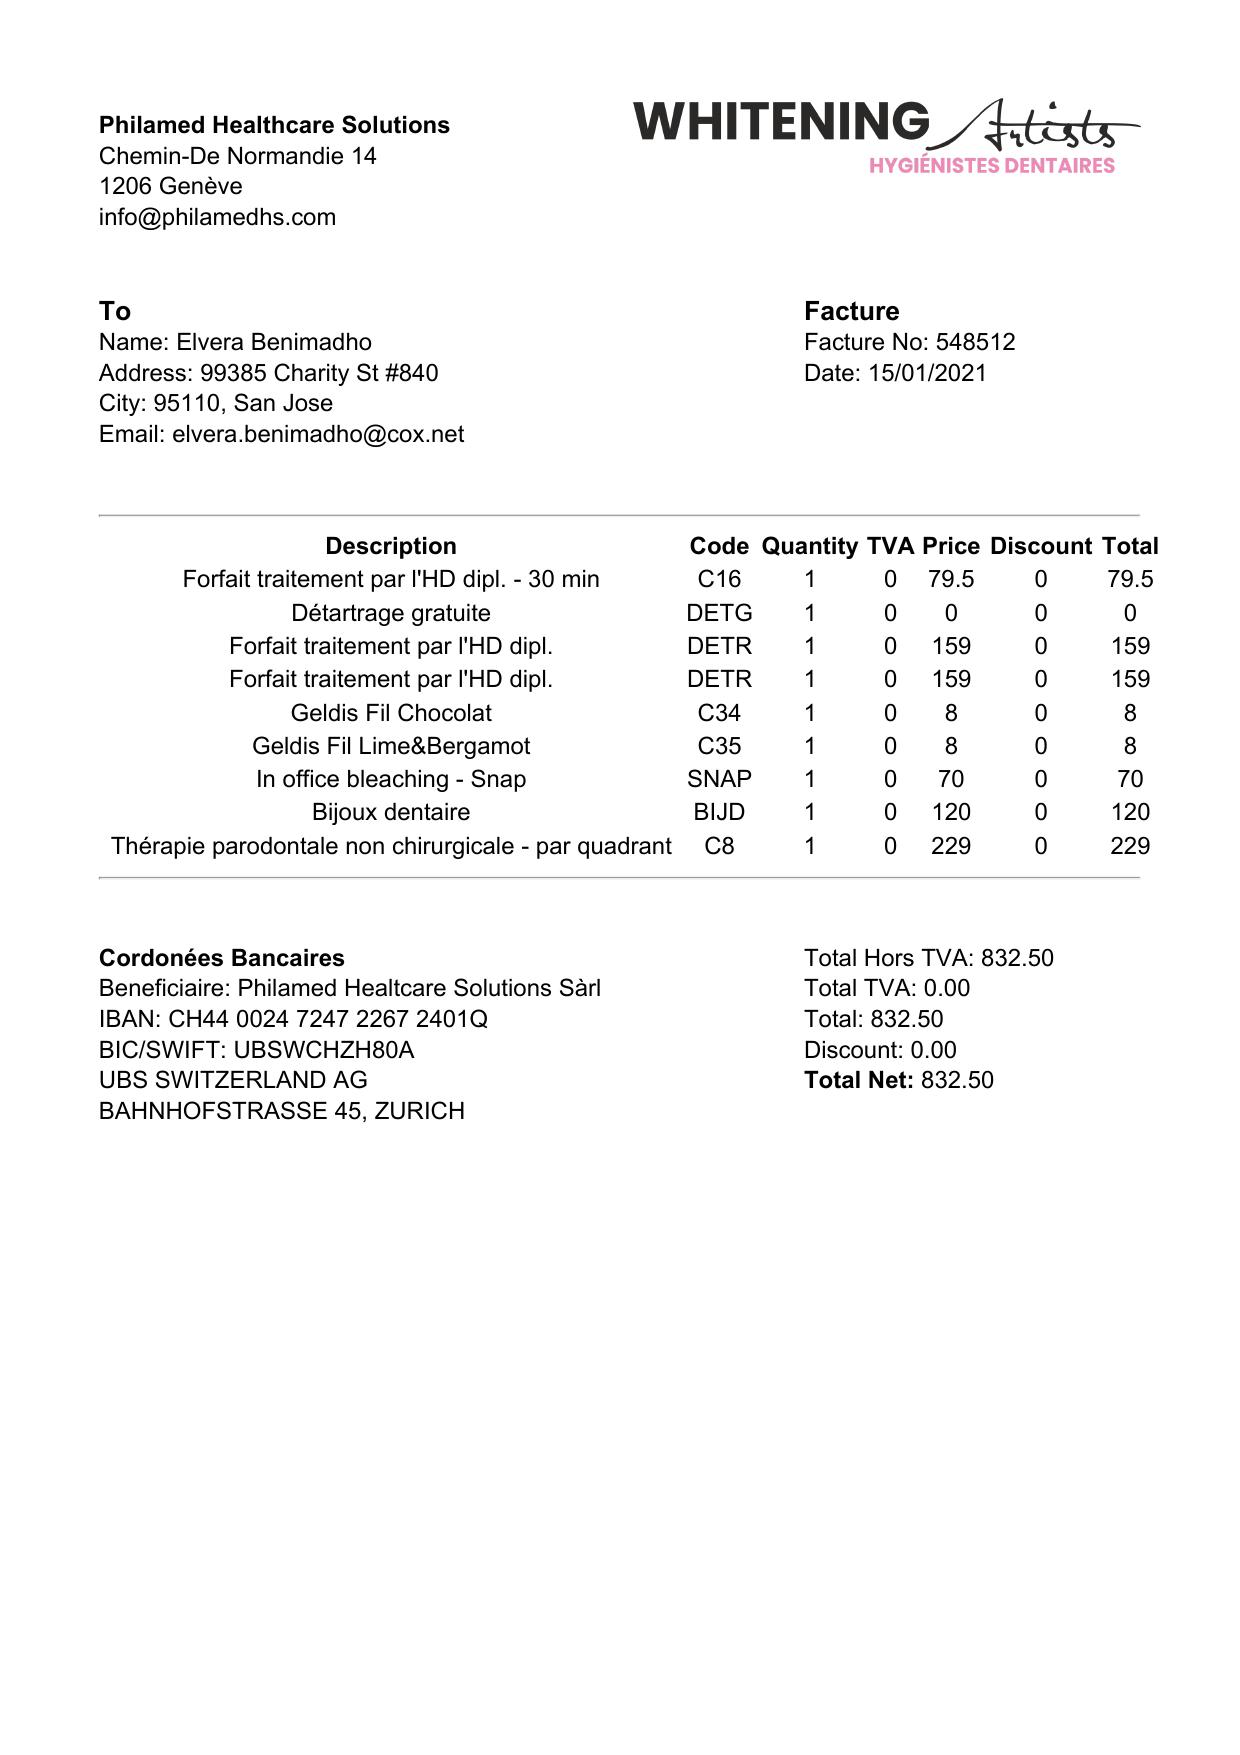 Philamed Healthcare Solutions
Chemin-De Normandie 14
1206 Genève
info@philamedhs.com
WHITENING Artists
HYGIÉNISTES DENTAIRES
To
Name: Elvera Benimadho
Address: 99385 Charity St #840
City: 95110, San Jose
Email: elvera.benimadho@cox.net
Facture
Facture No: 548512
Date: 15/01/2021
Description Code Quantity TVA Price Discount Total
Forfait traitement par l'HD dipl. - 30 min C16 1 0 79.5 0 79.5
Détartrage gratuite DETG 1 0 0 0 0
Forfait traitement par l'HD dipl. DETR 1 0 159 0 159
Forfait traitement par l'HD dipl. DETR 1 0 159 0 159
Geldis Fil Chocolat C34 1 0 8 0 8
Geldis Fil Lime&Bergamot C35 1 0 8 0 8
In office bleaching - Snap SNAP 1 0 70 0 70
Bijoux dentaire BIJD 1 0 120 0 120
Thérapie parodontale non chirurgicale - par quadrant C8 1 0 229 0 229
Cordonées Bancaires
Beneficiaire: Philamed Healtcare Solutions Sàrl
IBAN: CH44 0024 7247 2267 2401Q
BIC/SWIFT: UBSWCHZH80A
UBS SWITZERLAND AG
BAHNHOFSTRASSE 45, ZURICH
Total Hors TVA: 832.50
Total TVA: 0.00
Total: 832.50
Discount: 0.00
Total Net: 832.50